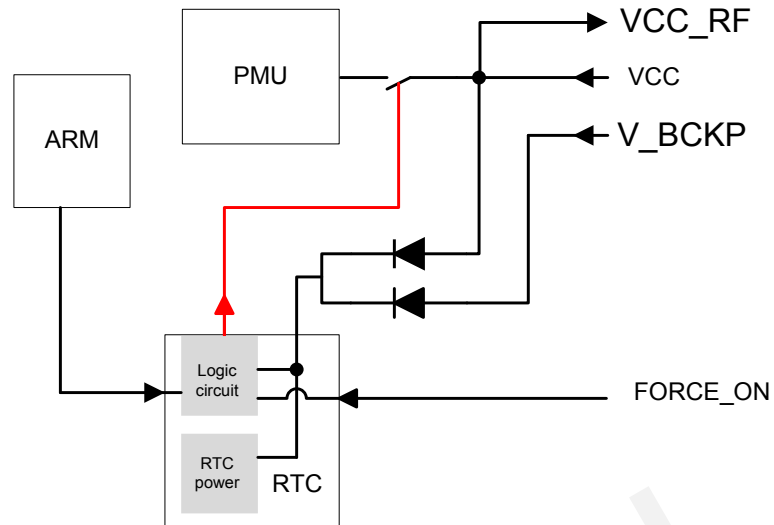 VCC_RF
PMU
VCC
ARM
V_BCKP
Logic
circuit
FORCE_ON
RTC
power
RTC